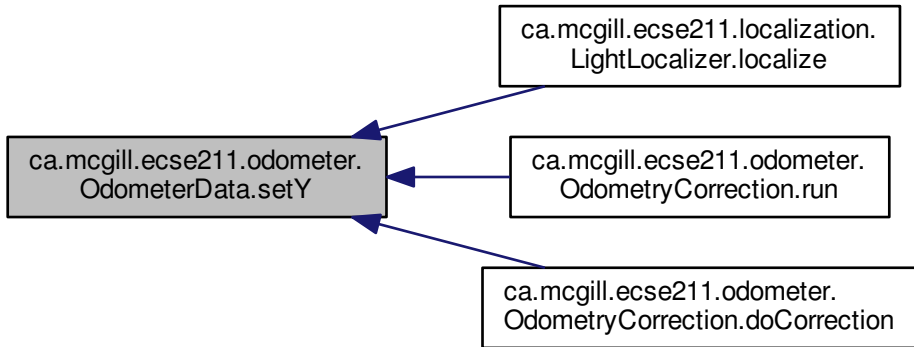 ca.mcgill.ecse211.localization.
LightLocalizer.localize
ca.mcgill.ecse211.odometer.
OdometerData.setY
ca.mcgill.ecse211.odometer.
OdometryCorrection.run
ca.mcgill.ecse211.odometer.
OdometryCorrection.doCorrection